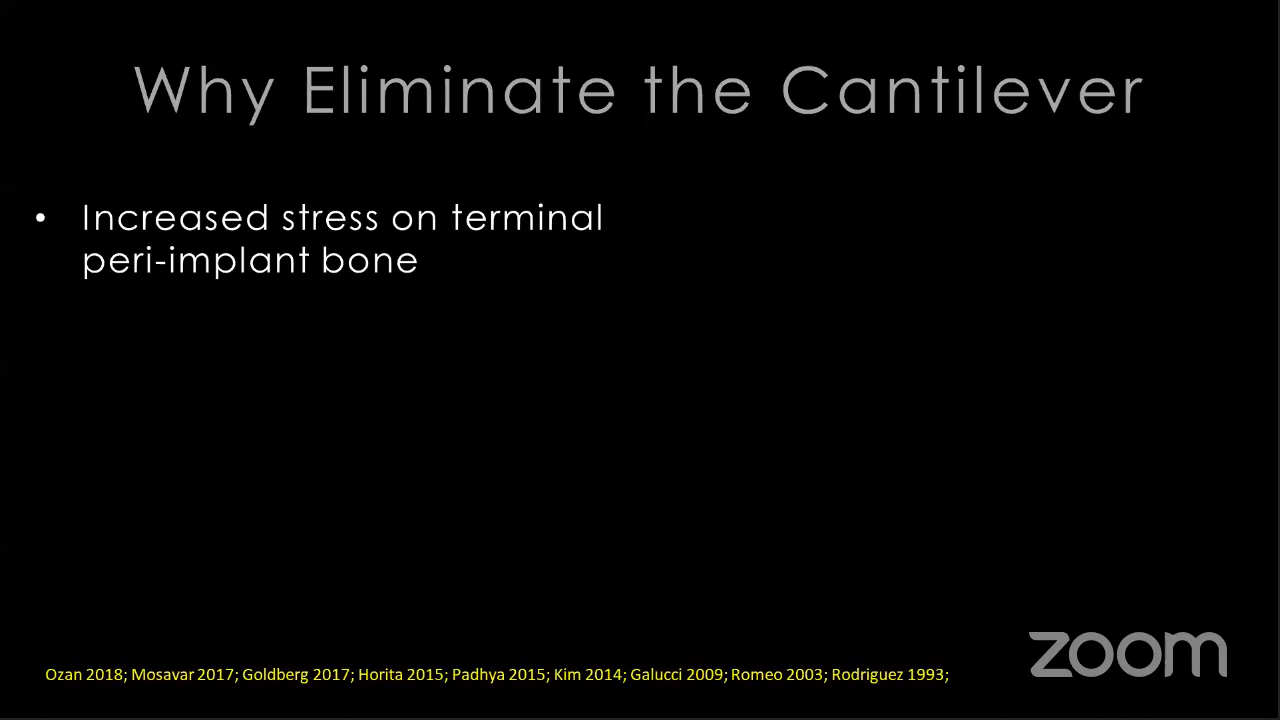 Why Eliminate the Cantilever
• Increased stress on terminal
peri-implant bone
Ozan 2018; Mosavar 2017; Goldberg 2017; Horita 2015; Padhya 2015; Kim 2014; Galucci 2009; Romeo 2003; Rodriguez 1993;
zoom